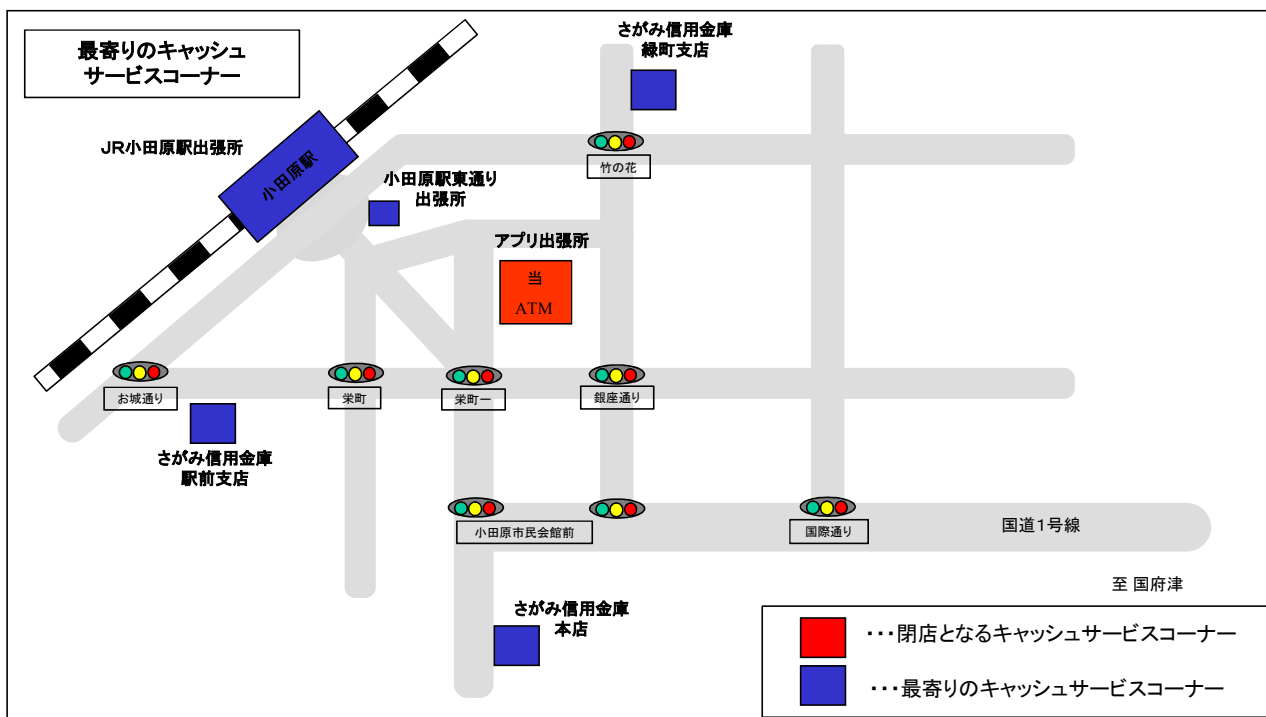 最寄りのキャッシュ
サービスコーナー
さがみ信用金庫
緑町支店
JR小田原駅出張所
小田原駅
竹の花
小田原駅東通り
出張所
アプリ出張所
当
ATM
お城通り
栄町
栄町一
銀座通り
さがみ信用金庫
駅前支店
小田原市民会館前
国際通り
国道1号線
至 国府津
さがみ信用金庫
本店
・・・閉店となるキャッシュサービスコーナー
・・・最寄りのキャッシュサービスコーナー